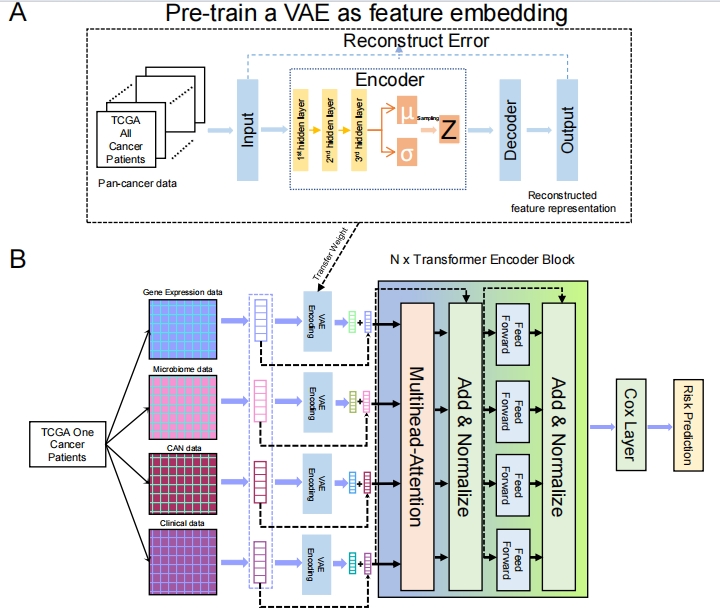 A
Pre-train a VAE as feature embedding
Reconstruct Error
Encoder
TCGA
All
Cancer
Patients
Pan-cancer data
Input
1st hidden layer
2nd hidden layer
3rd hidden layer
μ
σ
Sampling
Z
Decoder
Output
Reconstructed
feature representation
B
Transfer Weight
N x Transformer Encoder Block
TCGA One
Cancer
Patients
Gene Expression data
VAE
Encoding
+
Microbiome data
VAE
Encoding
+
CAN data
VAE
Encoding
+
Clinical data
VAE
Encoding
+
Multihead-Attention
Add & Normalize
Feed
Forward
Feed
Forward
Feed
Forward
Feed
Forward
Add & Normalize
Cox Layer
Risk Prediction